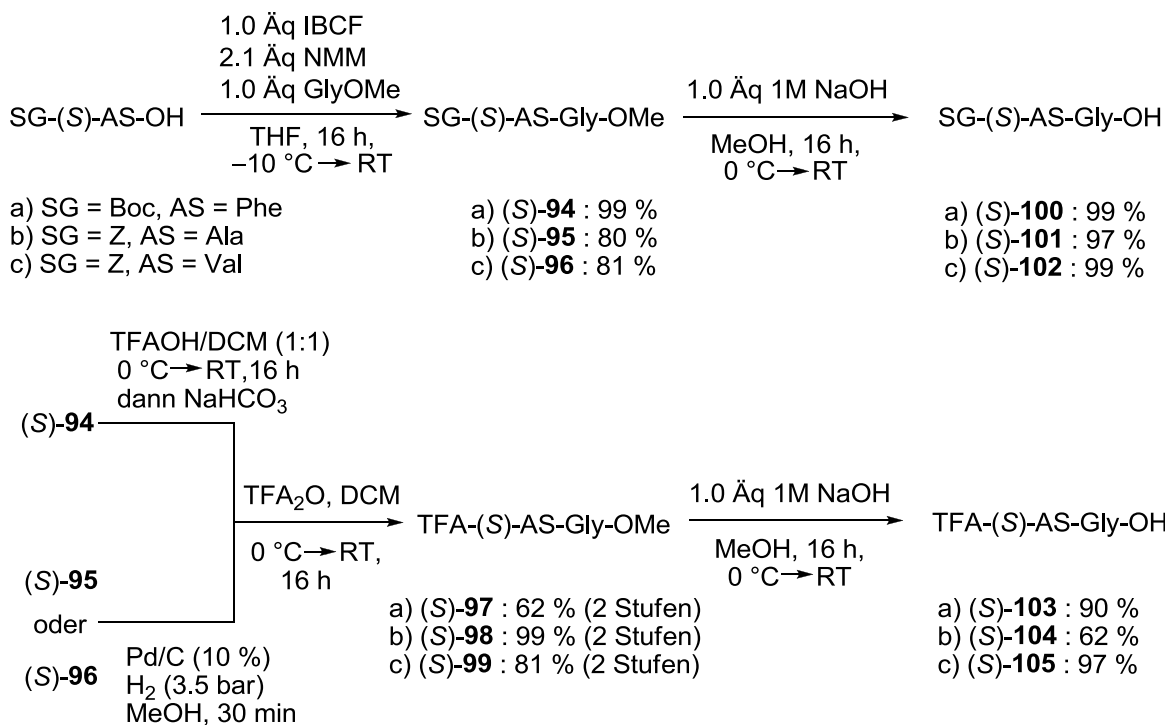 1.0 Äq IBCF
2.1 Äq NMM
1.0 Äq GlyOMe
SG-(S)-AS-OH
THF, 16 h,
–10 °C → RT
SG-(S)-AS-Gly-OMe
1.0 Äq 1M NaOH
MeOH, 16 h,
0 °C → RT
SG-(S)-AS-Gly-OH
a) SG = Boc, AS = Phe
b) SG = Z, AS = Ala
c) SG = Z, AS = Val
a) (S)-94 : 99 %
b) (S)-95 : 80 %
c) (S)-96 : 81 %
a) (S)-100 : 99 %
b) (S)-101 : 97 %
c) (S)-102 : 99 %
TFAOH/DCM (1:1)
0 °C → RT,16 h
dann NaHCO3
(S)-94
(S)-95
oder
(S)-96
Pd/C (10 %)
H2 (3.5 bar)
MeOH, 30 min
TFA2O, DCM
0 °C → RT,
16 h
TFA-(S)-AS-Gly-OMe
1.0 Äq 1M NaOH
MeOH, 16 h,
0 °C → RT
TFA-(S)-AS-Gly-OH
a) (S)-97 : 62 % (2 Stufen)
b) (S)-98 : 99 % (2 Stufen)
c) (S)-99 : 81 % (2 Stufen)
a) (S)-103 : 90 %
b) (S)-104 : 62 %
c) (S)-105 : 97 %